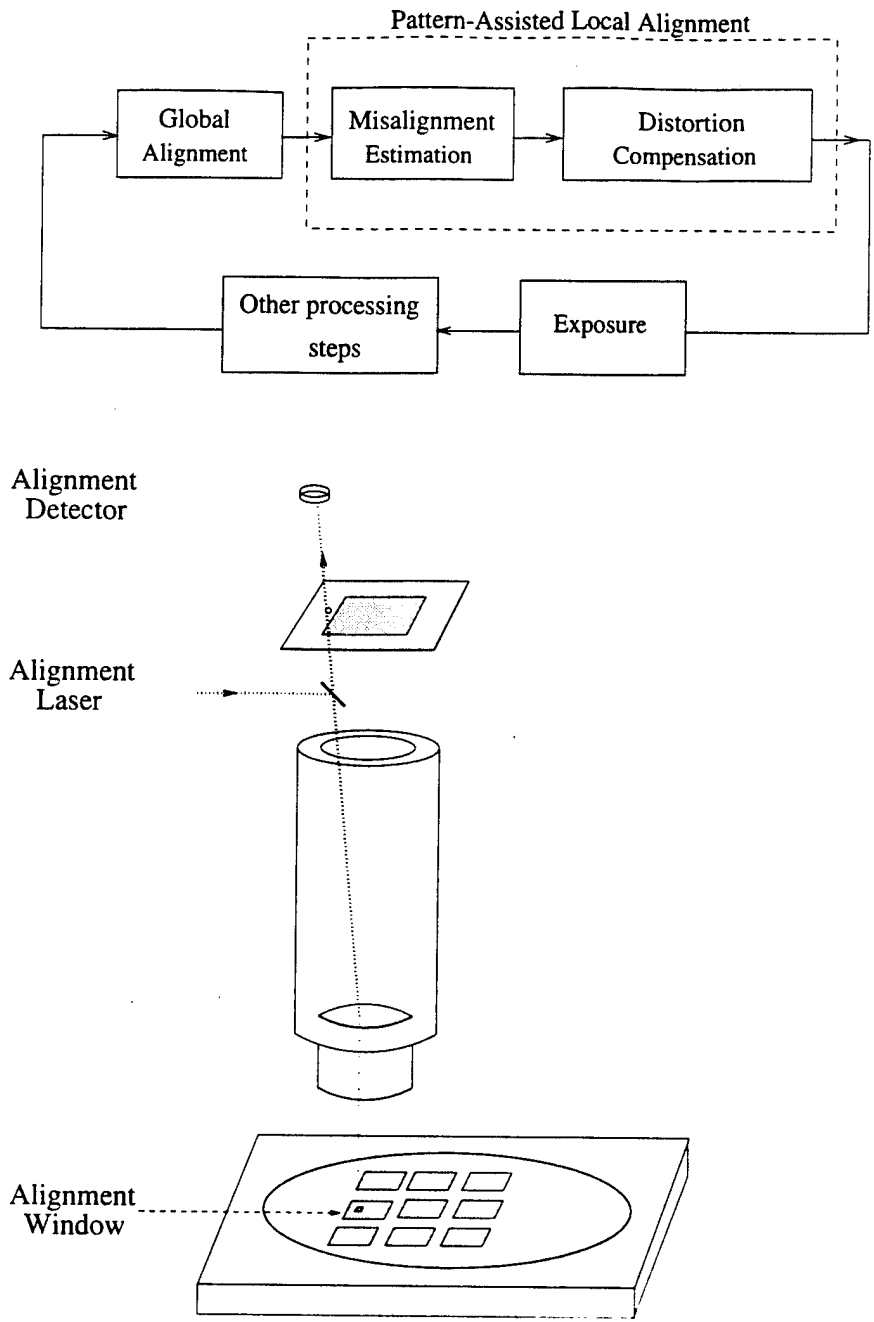 Pattern-Assisted Local Alignment
Global
Alignment
Misalignment
Estimation
Distortion
Compensation
Other processing
steps
Exposure
Alignment
Detector
Alignment
Laser
Alignment
Window